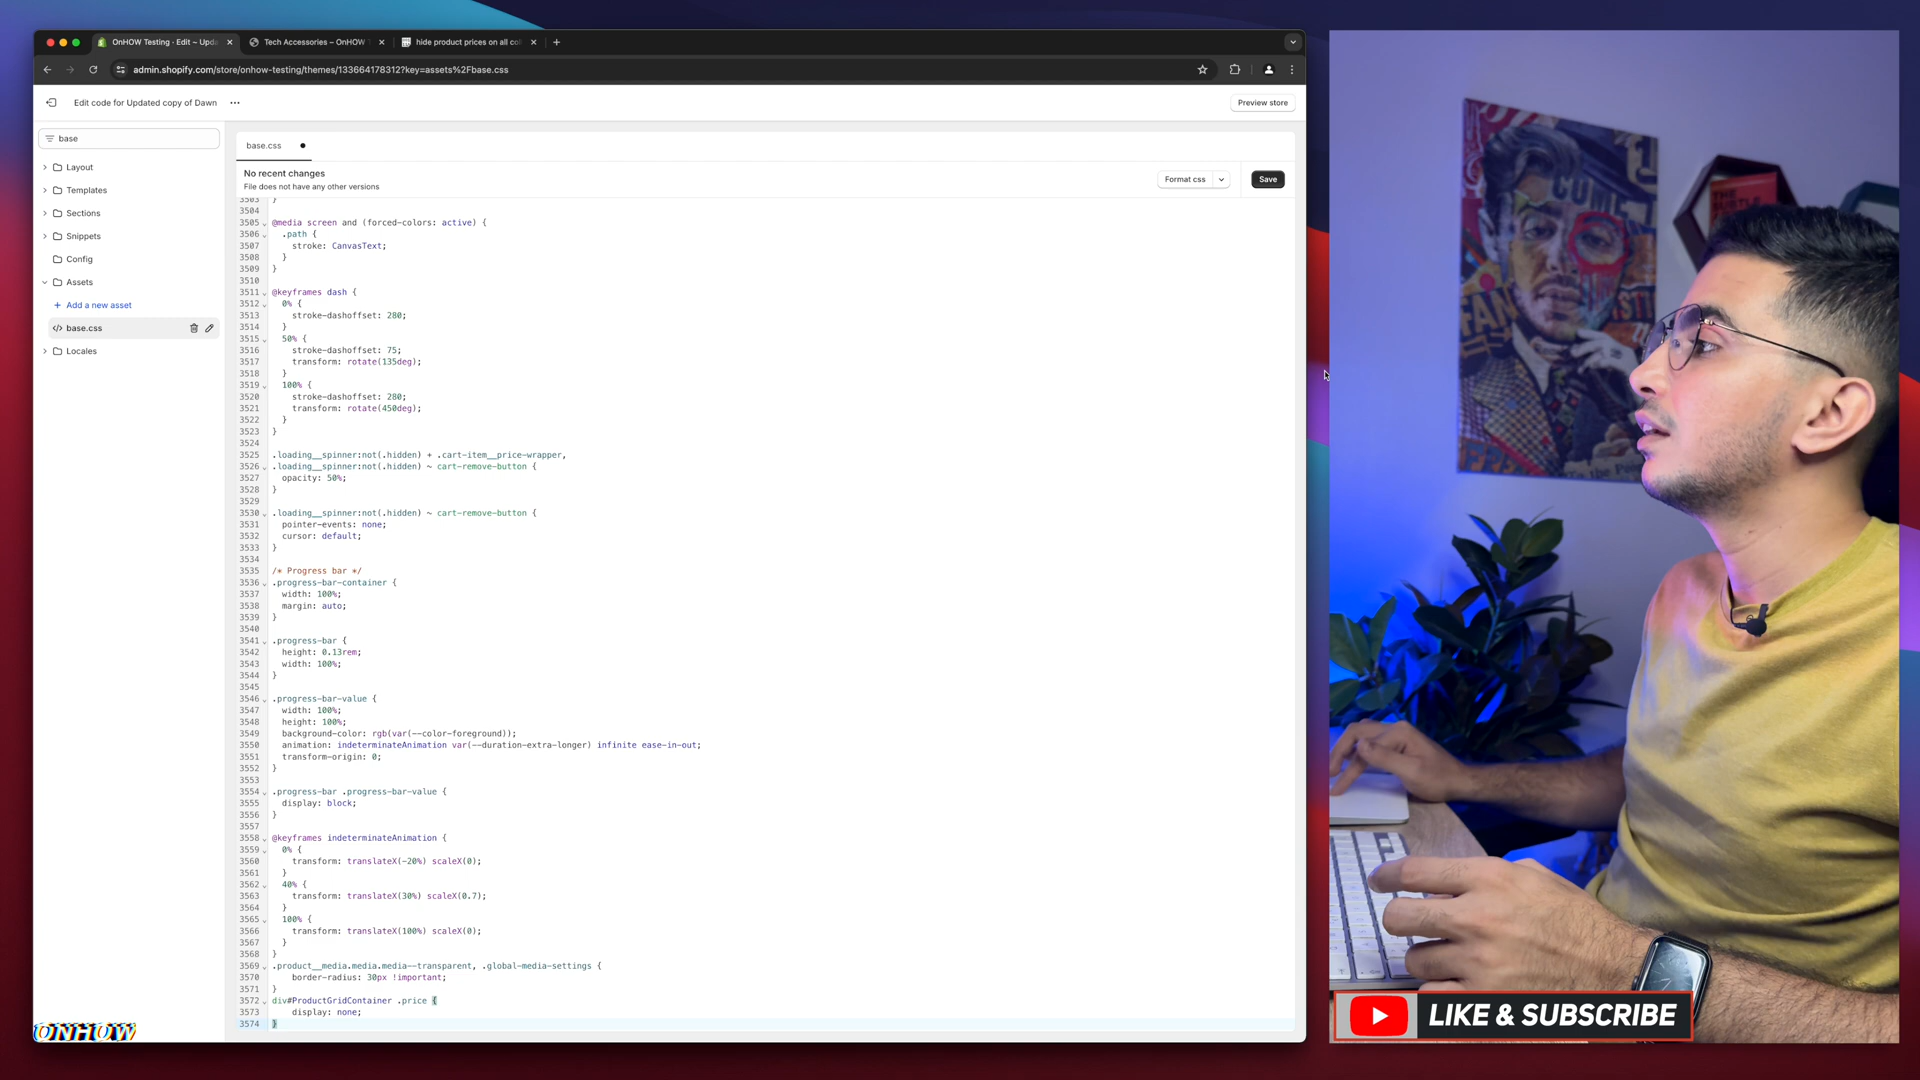 OnHOW Testing · Edit ~ Upda
Tech Accessories – OnHOW T
hide product prices on all col
admin.shopify.com/store/onhow-testing/themes/133664178312?key=assets%2Fbase.css
Edit code for Updated copy of Dawn
Preview store
base
Layout
Templates
Sections
Snippets
Config
Assets
Add a new asset
base.css
Locales
base.css
No recent changes
File does not have any other versions
Format css
Save
3503 }
3504
3505 @media screen and (forced-colors: active) {
3506 .path {
3507 stroke: CanvasText;
3508 }
3509 }
3510
3511 @keyframes dash {
3512 0% {
3513 stroke-dashoffset: 280;
3514 }
3515 50% {
3516 stroke-dashoffset: 75;
3517 transform: rotate(135deg);
3518 }
3519 100% {
3520 stroke-dashoffset: 280;
3521 transform: rotate(450deg);
3522 }
3523 }
3524
3525 .loading__spinner:not(.hidden) + .cart-item__price-wrapper,
3526 .loading__spinner:not(.hidden) ~ cart-remove-button {
3527 opacity: 50%;
3528 }
3529
3530 .loading__spinner:not(.hidden) ~ cart-remove-button {
3531 pointer-events: none;
3532 cursor: default;
3533 }
3534
3535 /* Progress bar */
3536 .progress-bar-container {
3537 width: 100%;
3538 margin: auto;
3539 }
3540
3541 .progress-bar {
3542 height: 0.13rem;
3543 width: 100%;
3544 }
3545
3546 .progress-bar-value {
3547 width: 100%;
3548 height: 100%;
3549 background-color: rgb(var(--color-foreground));
3550 animation: indeterminateAnimation var(--duration-extra-longer) infinite ease-in-out;
3551 transform-origin: 0;
3552 }
3553
3554 .progress-bar .progress-bar-value {
3555 display: block;
3556 }
3557
3558 @keyframes indeterminateAnimation {
3559 0% {
3560 transform: translateX(-20%) scaleX(0);
3561 }
3562 40% {
3563 transform: translateX(30%) scaleX(0.7);
3564 }
3565 100% {
3566 transform: translateX(100%) scaleX(0);
3567 }
3568 }
3569 .product__media.media.media--transparent, .global-media-settings {
3570 border-radius: 30px !important;
3571 }
3572 div#ProductGridContainer .price {
3573 display: none;
3574 }
ONHOW
LIKE & SUBSCRIBE